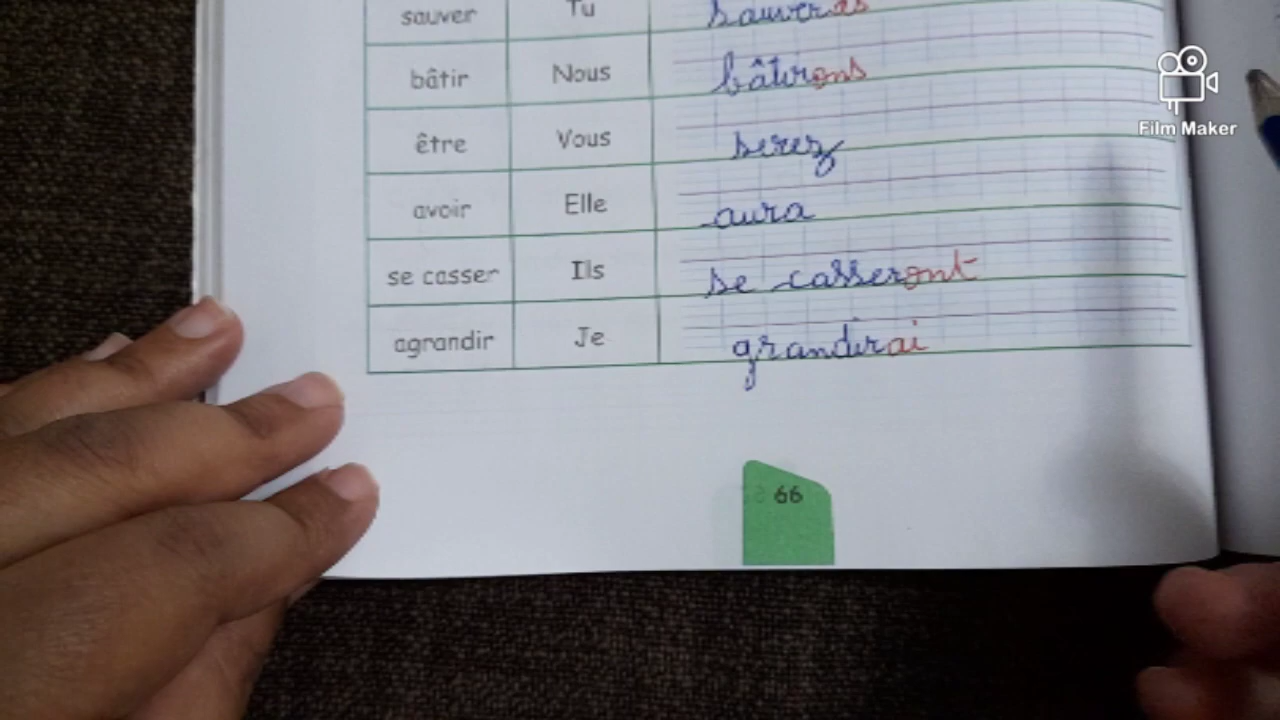 sauver Tu sauveras
bâtir Nous bâtirons
être Vous serez
avoir Elle aura
se casser Ils se casseront
agrandir Je grandirai
66
Film Maker